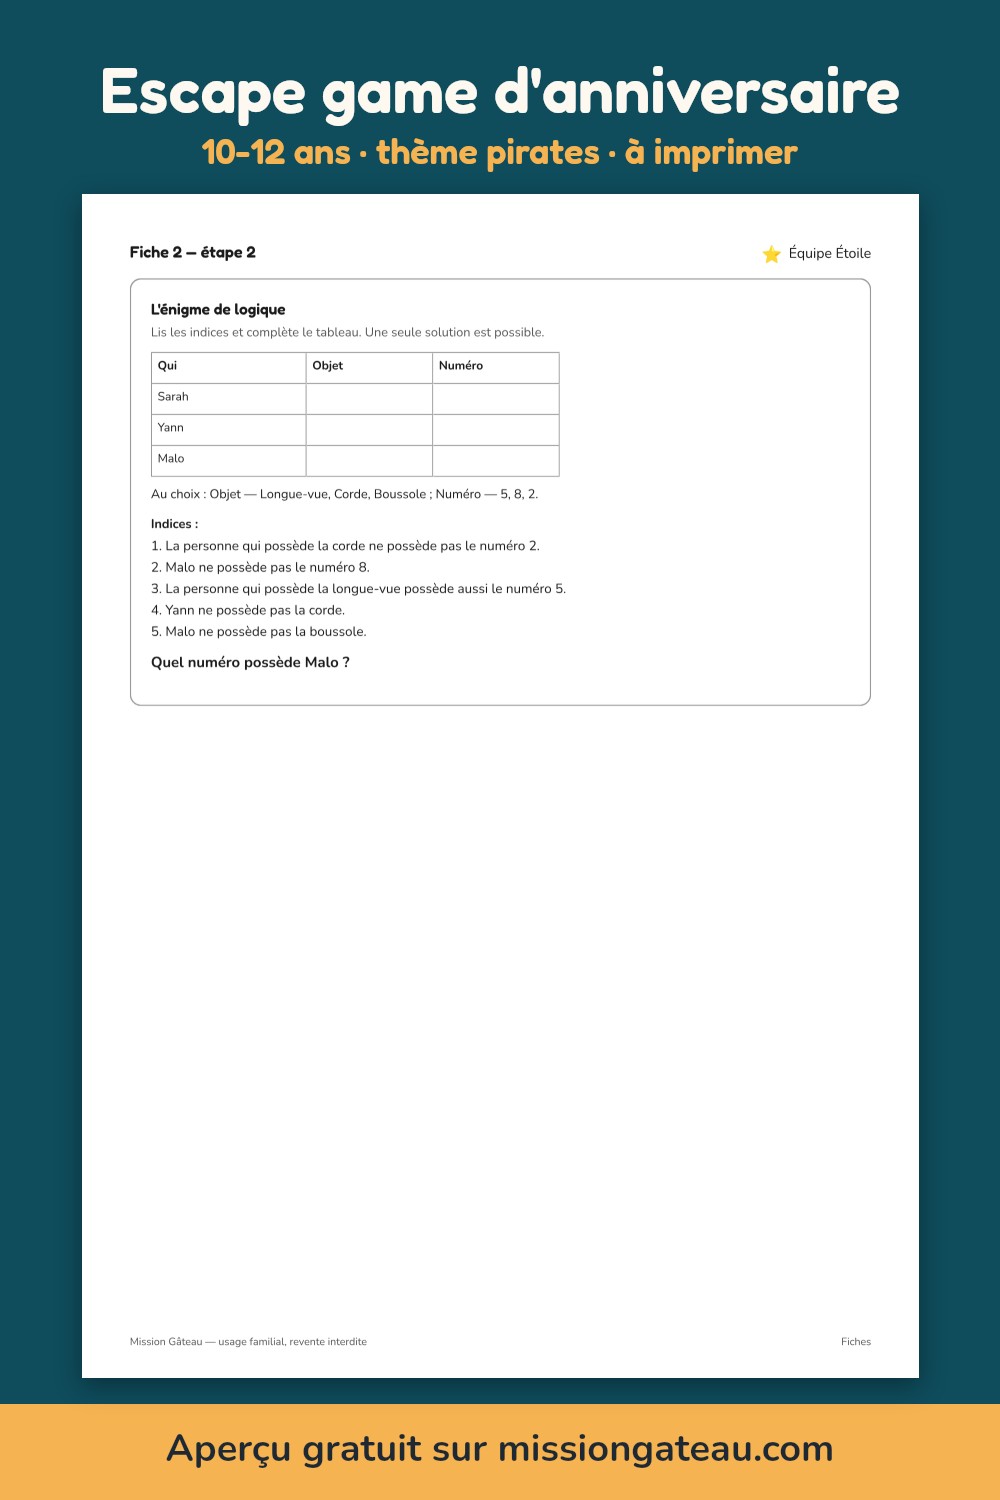 Escape game d'anniversaire
10-12 ans · thème pirates · à imprimer
Fiche 2 — étape 2
⭐ Équipe Étoile
L'énigme de logique
Lis les indices et complète le tableau. Une seule solution est possible.
Qui Objet Numéro
Sarah
Yann
Malo
Au choix : Objet — Longue-vue, Corde, Boussole ; Numéro — 5, 8, 2.
Indices :
1. La personne qui possède la corde ne possède pas le numéro 2.
2. Malo ne possède pas le numéro 8.
3. La personne qui possède la longue-vue possède aussi le numéro 5.
4. Yann ne possède pas la corde.
5. Malo ne possède pas la boussole.
Quel numéro possède Malo ?
Mission Gâteau — usage familial, revente interdite
Fiches
Aperçu gratuit sur missiongateau.com